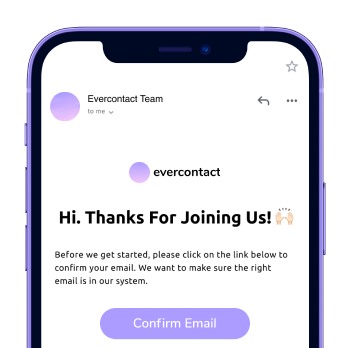 Evercontact Team
to me
evercontact
Hi. Thanks For Joining Us! 🙌🏻
Before we get started, please click on the link below to
confirm your email. We want to make sure the right
email is in our system.
Confirm Email